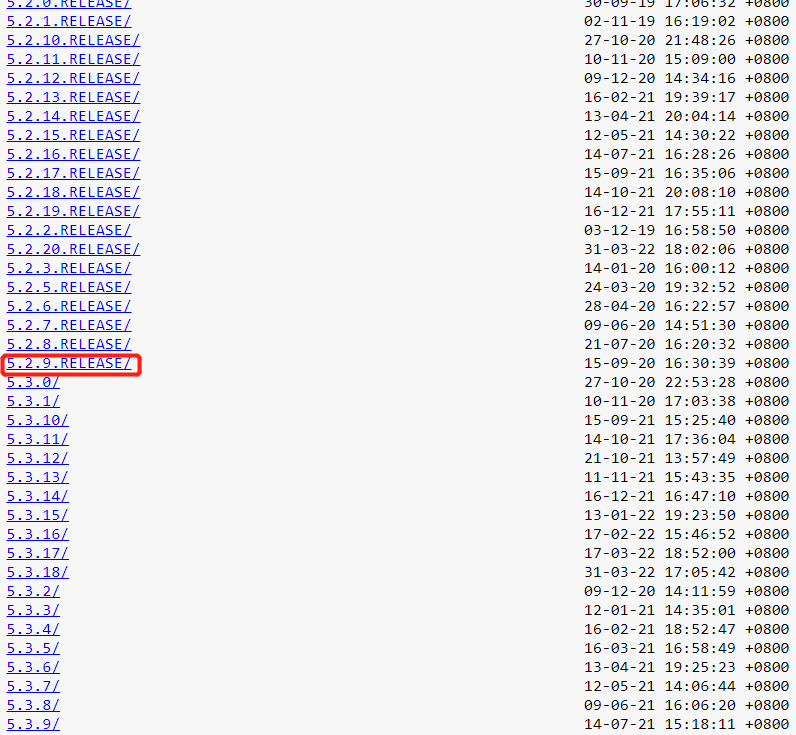 5.2.0.RELEASE/ 30-09-19 17:06:32 +0800
5.2.1.RELEASE/ 02-11-19 16:19:02 +0800
5.2.10.RELEASE/ 27-10-20 21:48:26 +0800
5.2.11.RELEASE/ 10-11-20 15:09:00 +0800
5.2.12.RELEASE/ 09-12-20 14:34:16 +0800
5.2.13.RELEASE/ 16-02-21 19:39:17 +0800
5.2.14.RELEASE/ 13-04-21 20:04:14 +0800
5.2.15.RELEASE/ 12-05-21 14:30:22 +0800
5.2.16.RELEASE/ 14-07-21 16:28:26 +0800
5.2.17.RELEASE/ 15-09-21 16:35:06 +0800
5.2.18.RELEASE/ 14-10-21 20:08:10 +0800
5.2.19.RELEASE/ 16-12-21 17:55:11 +0800
5.2.2.RELEASE/ 03-12-19 16:58:50 +0800
5.2.20.RELEASE/ 31-03-22 18:02:06 +0800
5.2.3.RELEASE/ 14-01-20 16:00:12 +0800
5.2.5.RELEASE/ 24-03-20 19:32:52 +0800
5.2.6.RELEASE/ 28-04-20 16:22:57 +0800
5.2.7.RELEASE/ 09-06-20 14:51:30 +0800
5.2.8.RELEASE/ 21-07-20 16:20:32 +0800
5.2.9.RELEASE/ 15-09-20 16:30:39 +0800
5.3.0/ 27-10-20 22:53:28 +0800
5.3.1/ 10-11-20 17:03:38 +0800
5.3.10/ 15-09-21 15:25:40 +0800
5.3.11/ 14-10-21 17:36:04 +0800
5.3.12/ 21-10-21 13:57:49 +0800
5.3.13/ 11-11-21 15:43:35 +0800
5.3.14/ 16-12-21 16:47:10 +0800
5.3.15/ 13-01-22 19:23:50 +0800
5.3.16/ 17-02-22 15:46:52 +0800
5.3.17/ 17-03-22 18:52:00 +0800
5.3.18/ 31-03-22 17:05:42 +0800
5.3.2/ 09-12-20 14:11:59 +0800
5.3.3/ 12-01-21 14:35:01 +0800
5.3.4/ 16-02-21 18:52:47 +0800
5.3.5/ 16-03-21 16:58:49 +0800
5.3.6/ 13-04-21 19:25:23 +0800
5.3.7/ 12-05-21 14:06:44 +0800
5.3.8/ 09-06-21 16:06:20 +0800
5.3.9/ 14-07-21 15:18:11 +0800